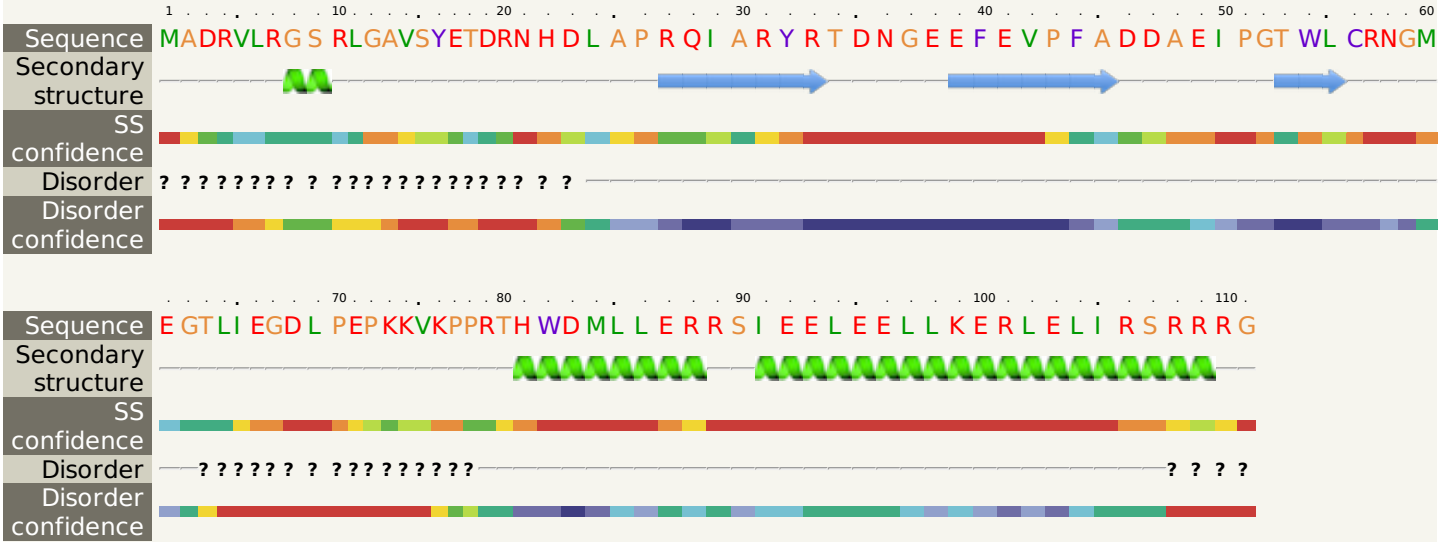 1 10 20 30 40 50 60
Sequence MADRVLRGSRLGAVSYETDRNHDLAPRQIARYRTDNGEEFEVPFADDAEIPGTWLCRNGM
Secondary
structure
SS
confidence
Disorder ???????????????????????
Disorder
confidence
70 80 90 100 110
Sequence EGTLIEGDLPEPKKVKPPRTHWDMLLERRSIEELEELLKERLELIRSRRRG
Secondary
structure
SS
confidence
Disorder ???????????????? ????
Disorder
confidence